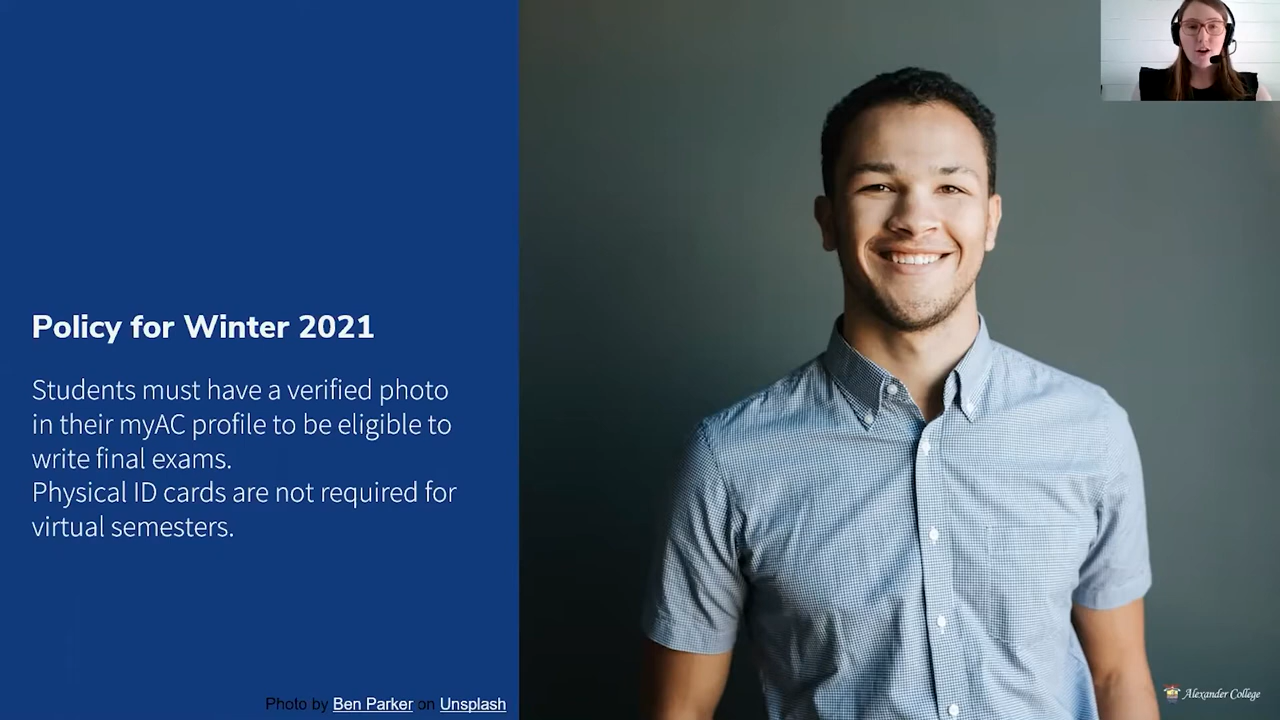 Policy for Winter 2021
Students must have a verified photo
in their myAC profile to be eligible to
write final exams.
Physical ID cards are not required for
virtual semesters.
Photo by Ben Parker on Unsplash
Alexander College